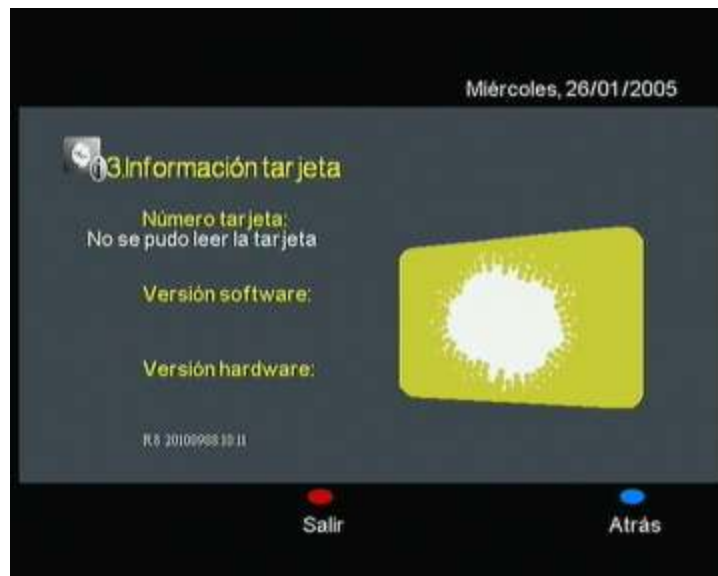 Miércoles, 26/01/2005
3.Información tarjeta
Número tarjeta:
No se pudo leer la tarjeta
Versión software:
Versión hardware:
Salir
Atrás